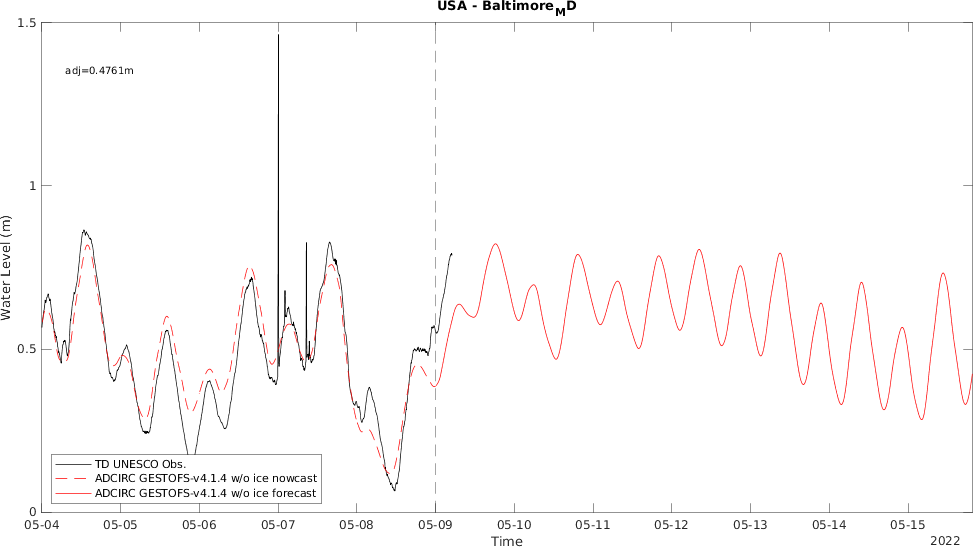 USA - Baltimore_MD
1.5
adj=0.4761m
1
Water Level (m)
0.5
TD UNESCO Obs.
ADCIRC GESTOFS-v4.1.4 w/o ice nowcast
ADCIRC GESTOFS-v4.1.4 w/o ice forecast
0
05-04 05-05 05-06 05-07 05-08 05-09 05-10 05-11 05-12 05-13 05-14 05-15
Time
2022